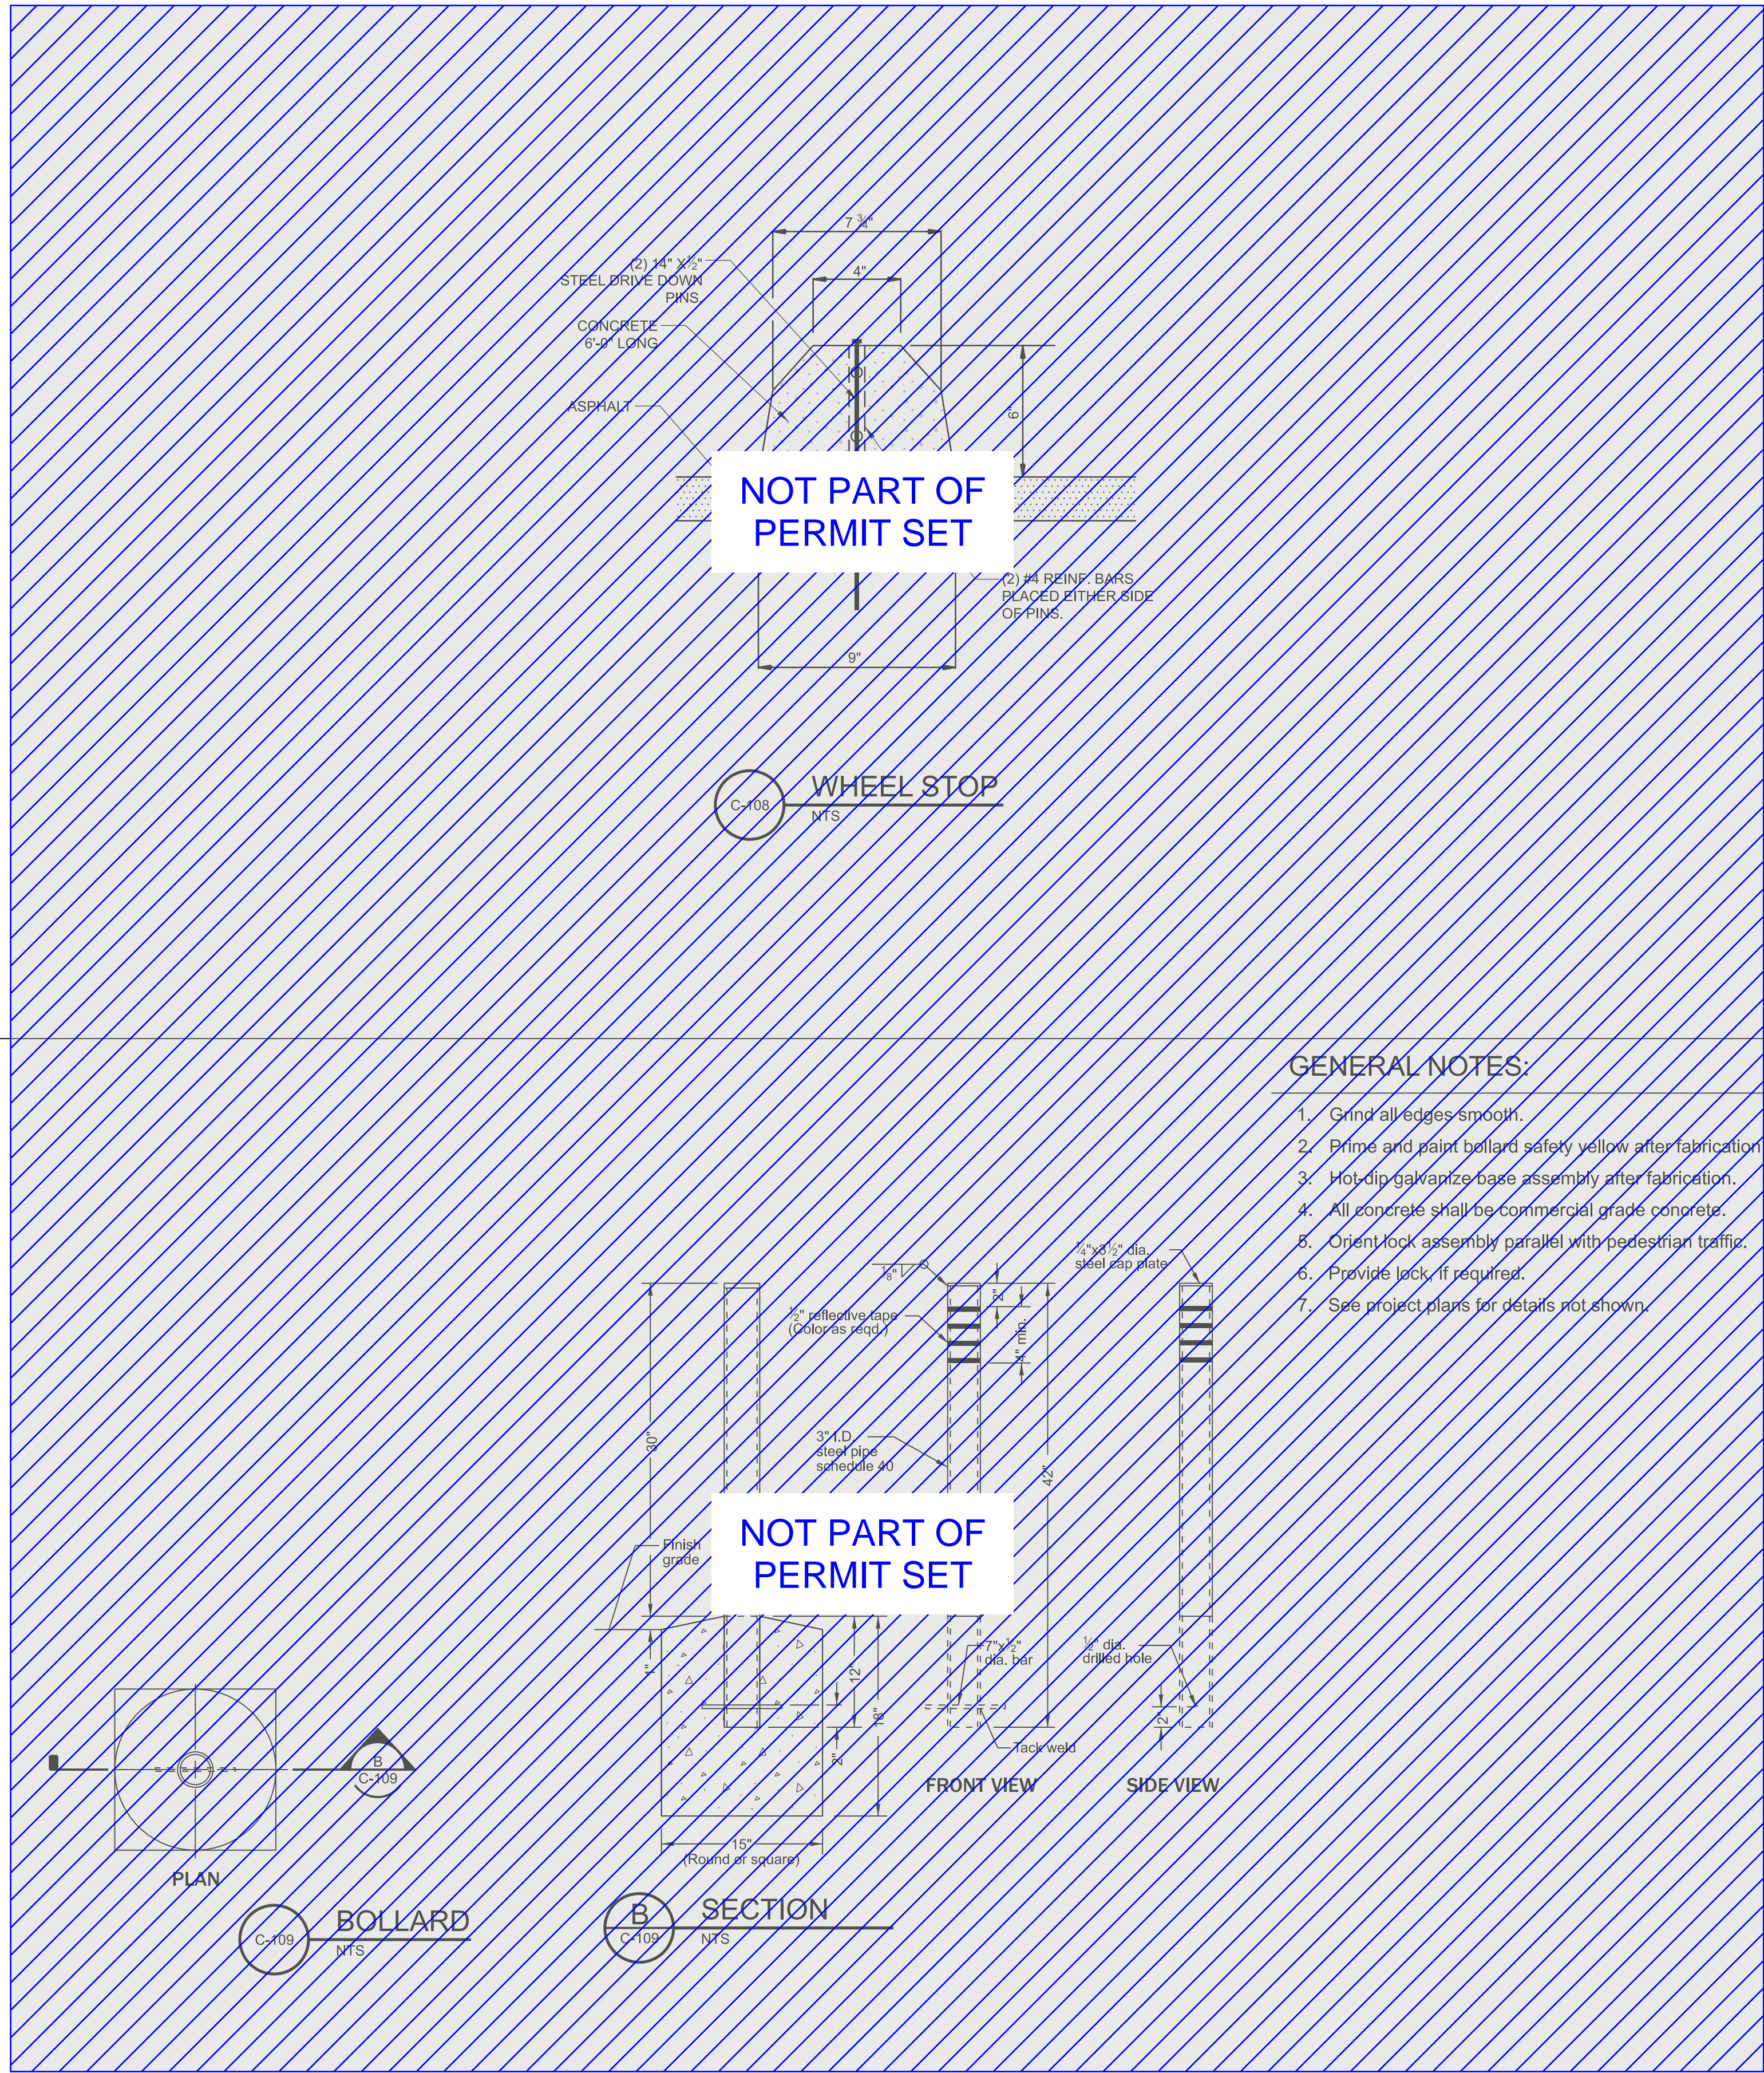 7 3/4"
4"
(2) 14" X 1/2"
STEEL DRIVE DOWN
PINS.
CONCRETE
6'-0" LONG
ASPHALT
6"
NOT PART OF
PERMIT SET
(2) #4 REINF. BARS
PLACED EITHER SIDE
OF PINS.
9"
C-108
WHEEL STOP
NTS
GENERAL NOTES:
1. Grind all edges smooth.
2. Prime and paint bollard safety yellow after fabrication
3. Hot-dip galvanize base assembly after fabrication.
4. All concrete shall be commercial grade concrete.
5. Orient lock assembly parallel with pedestrian traffic.
6. Provide lock, if required.
7. See project plans for details not shown.
1/4"x3 1/2" dia.
steel cap plate
1/8"
2"
1/2" reflective tape
(Color as reqd.)
4" min.
30"
3" I.D.
steel pipe
schedule 40
42"
NOT PART OF
PERMIT SET
Finish
grade
1"
12"
18"
2"
7"x1/2"
dia. bar
1/2" dia.
drilled hole
2"
Tack weld
B
C-109
FRONT VIEW
SIDE VIEW
15"
(Round or square)
PLAN
C-109
BOLLARD
NTS
B
C-109
SECTION
NTS